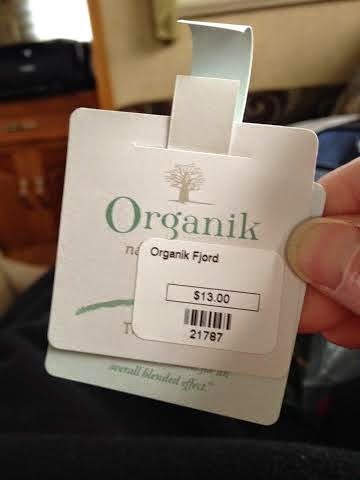 Organik
Organik Fjord
$13.00
21787
overall blended effect."